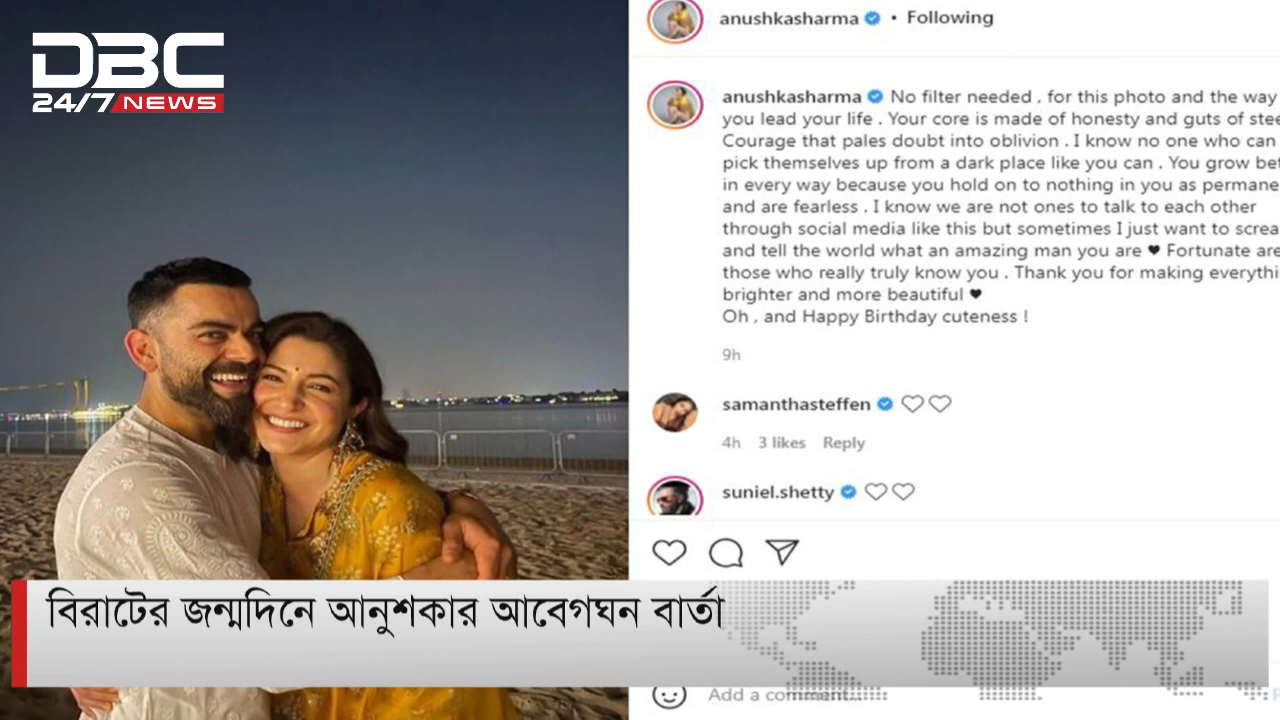 DBC
24/7 NEWS
anushkasharma • Following
anushkasharma No filter needed , for this photo and the way
you lead your life . Your core is made of honesty and guts of
Courage that pales doubt into oblivion . I know no one who can
pick themselves up from a dark place like you can . You grow
in every way because you hold on to nothing in you as
and are fearless . I know we are not ones to talk to each other
through social media like this but sometimes I just want to
and tell the world what an amazing man you are ♥ Fortunate are
those who really truly know you . Thank you for making
brighter and more beautiful ♥
Oh , and Happy Birthday cuteness !
9h
samanthasteffen
4h 3 likes Reply
suniel.shetty
বিরাটের জন্মদিনে আনুশকার আবেগঘন বার্তা
Add a comment...